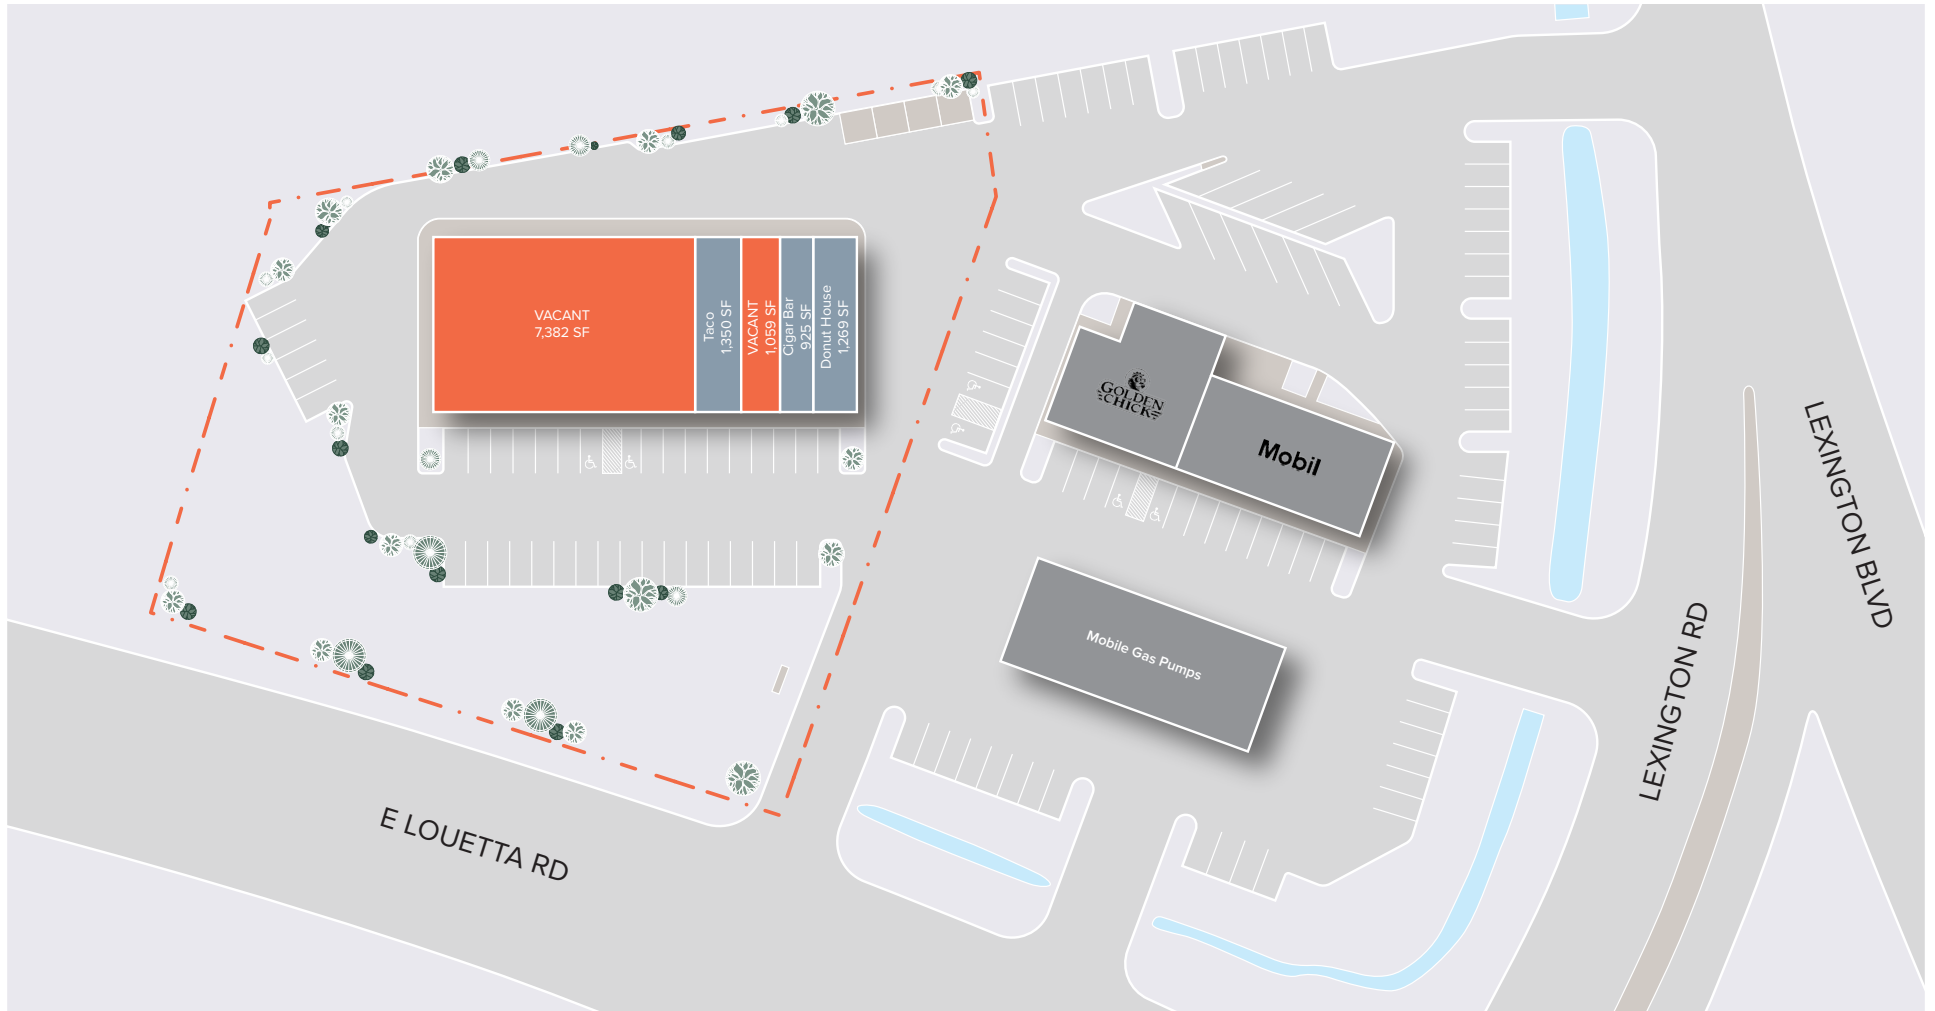 VACANT
7,382 SF
Taco
1,350 SF
VACANT
1,059 SF
Cigar Bar
925 SF
Donut House
1,269 SF
GOLDEN
CHICK
Mobil
Mobile Gas Pumps
E LOUETTA RD
LEXINGTON RD
LEXINGTON BLVD